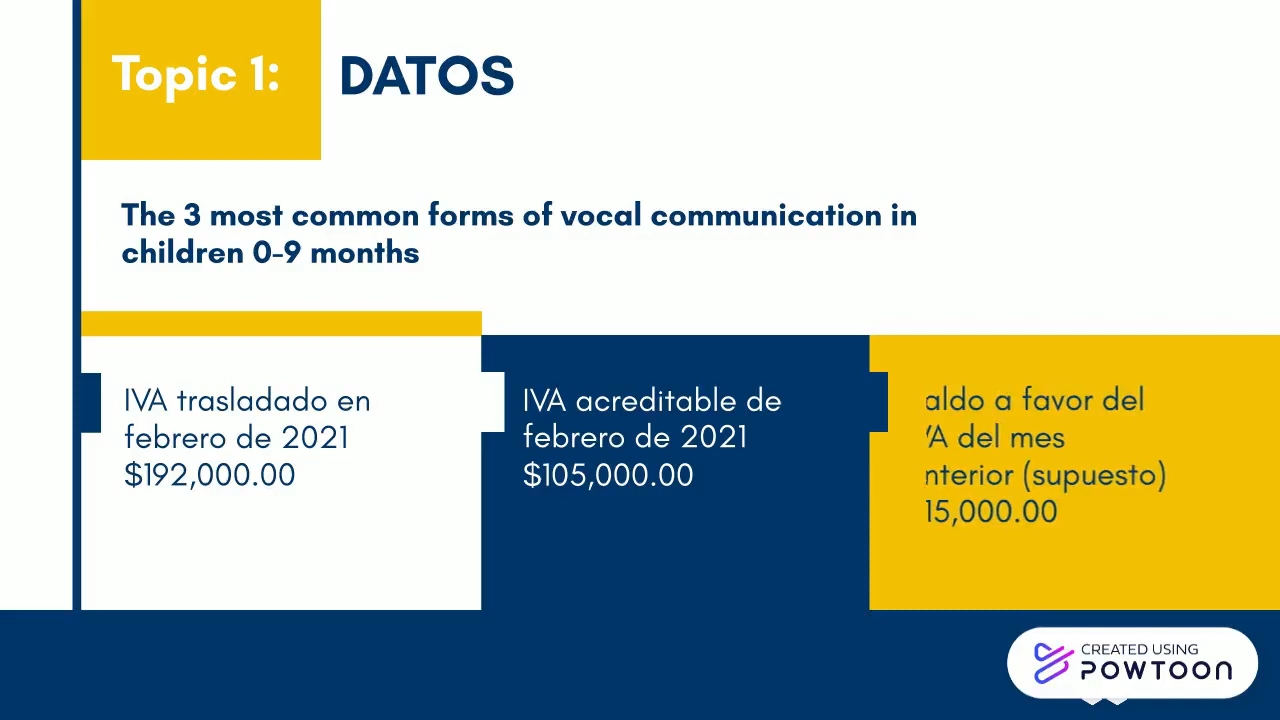 Topic 1:
DATOS
The 3 most common forms of vocal communication in
children 0-9 months
IVA trasladado en
febrero de 2021
$192,000.00
IVA acreditable de
febrero de 2021
$105,000.00
aldo a favor del
VA del mes
nterior (supuesto)
15,000.00
CREATED USING
POWTOON